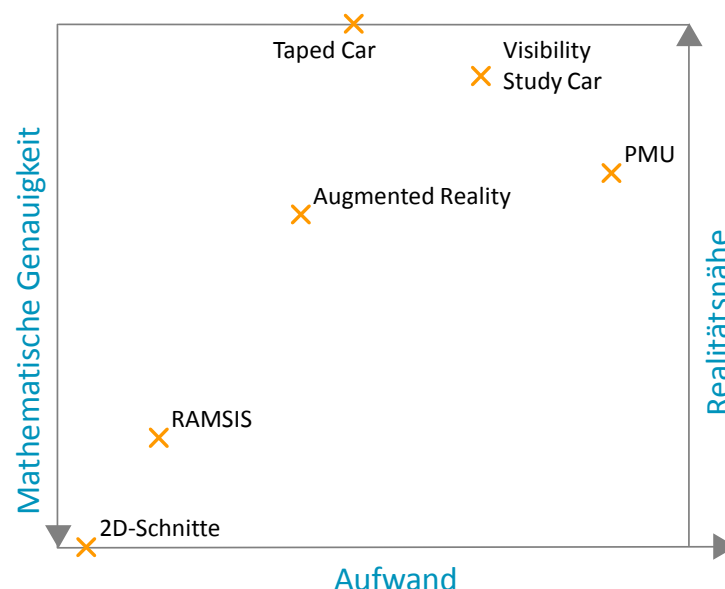 Taped Car
Visibility
Study Car
PMU
Augmented Reality
RAMSIS
2D-Schnitte
Mathematische Genauigkeit
Realitätsnähe
Aufwand